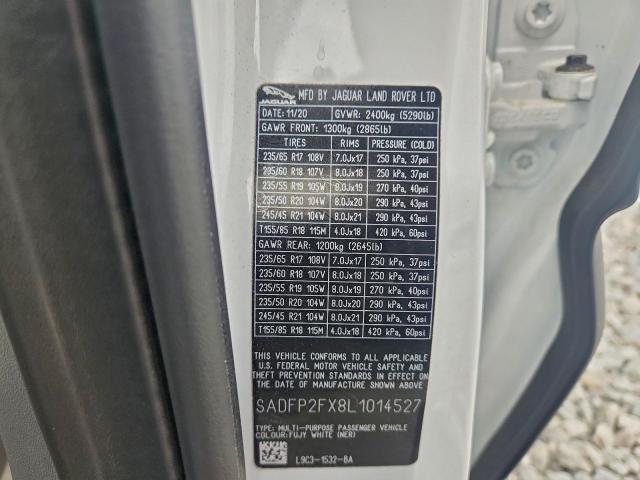 JAGUAR
MFD BY JAGUAR LAND ROVER LTD
DATE: 11/20 GVWR: 2400kg (5290lb)
GAWR FRONT: 1300kg (2865lb)
TIRES RIMS PRESSURE (COLD)
235/65 R17 108V 7.0Jx17 250 kPa, 37psi
235/60 R18 107V 8.0Jx18 250 kPa, 37psi
235/55 R19 105W 8.0Jx19 270 kPa, 40psi
235/50 R20 104W 8.0Jx20 290 kPa, 43psi
245/45 R21 104W 8.0Jx21 290 kPa, 43psi
T155/85 R18 115M 4.0Jx18 420 kPa, 60psi
GAWR REAR: 1200kg (2645lb)
235/65 R17 108V 7.0Jx17 250 kPa, 37psi
235/60 R18 107V 8.0Jx18 250 kPa, 37psi
235/55 R19 105W 8.0Jx19 270 kPa, 40psi
235/50 R20 104W 8.0Jx20 290 kPa, 43psi
245/45 R21 104W 8.0Jx21 290 kPa, 43psi
T155/85 R18 115M 4.0Jx18 420 kPa, 60psi
THIS VEHICLE CONFORMS TO ALL APPLICABLE
U.S. FEDERAL MOTOR VEHICLE SAFETY AND
THEFT PREVENTION STANDARDS IN EFFECT
ON THE DATE OF MANUFACTURE SHOWN ABOVE.
SADFP2FX8L1014527
TYPE: MULTI-PURPOSE PASSENGER VEHICLE
COLOUR:FUJY WHITE (NER)
L9C3-1532-BA